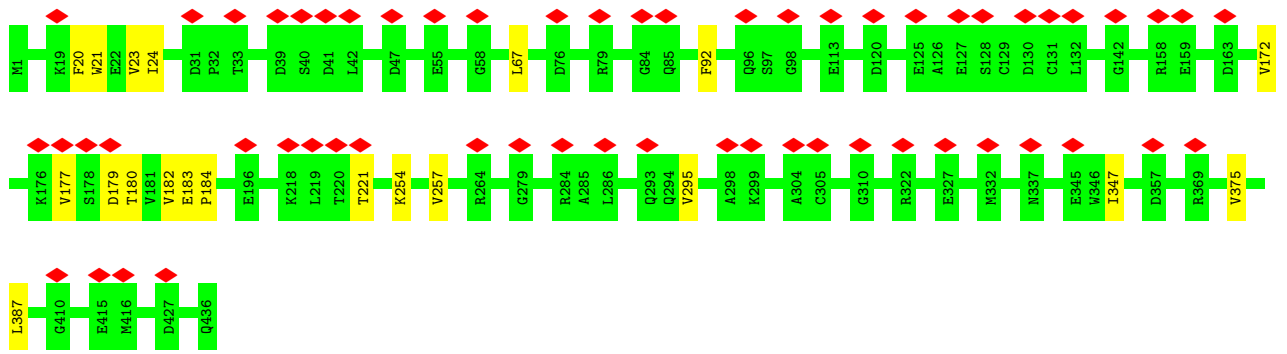 M1 K19 F20 W21 E22 V23 I24 D31 P32 T33 D39 S40 D41 L42 D47 E55 G58 L67 D76 R79 G84 Q85 F92 Q96 S97 G98 E113 D120 E125 A126 E127 S128 C129 D130 C131 L132 G142 R158 E159 D163 V172
K176 V177 S178 D179 T180 V181 V182 E183 P184 E196 K218 L219 T220 T221 K254 V257 R264 G279 R284 A285 L286 Q293 Q294 V295 A298 K299 A304 C305 G310 R322 E327 M332 N337 E345 W346 I347 D357 R369 V375
L387 G410 E415 M416 D427 Q436